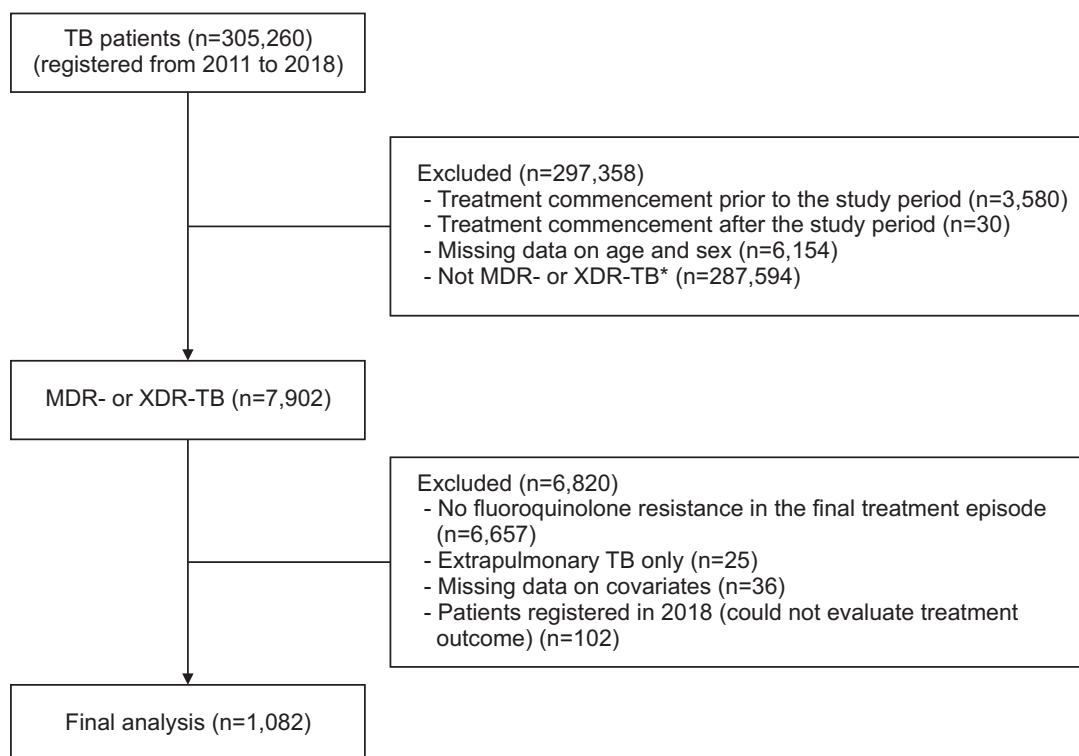 TB patients (n=305,260)
(registered from 2011 to 2018)
Excluded (n=297,358)
- Treatment commencement prior to the study period (n=3,580)
- Treatment commencement after the study period (n=30)
- Missing data on age and sex (n=6,154)
- Not MDR- or XDR-TB* (n=287,594)
MDR- or XDR-TB (n=7,902)
Excluded (n=6,820)
- No fluoroquinolone resistance in the final treatment episode
(n=6,657)
- Extrapulmonary TB only (n=25)
- Missing data on covariates (n=36)
- Patients registered in 2018 (could not evaluate treatment
outcome) (n=102)
Final analysis (n=1,082)